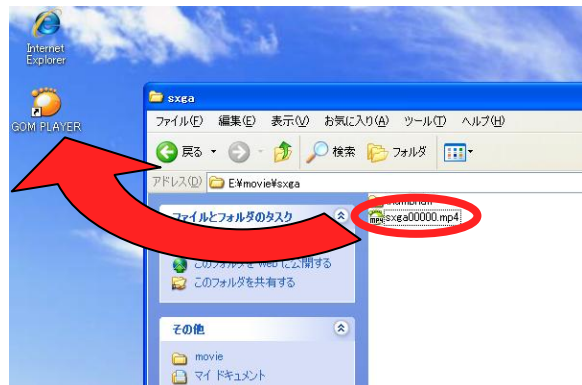 Internet
Explorer
GOM PLAYER
sxga
ファイル(F) 編集(E) 表示(V) お気に入り(A) ツール(T) ヘルプ(H)
戻る 検索 フォルダ
アドレス(D) E:¥movie¥sxga
ファイルとフォルダのタスク
sxga00000.mp4
このフォルダを Web に公開する
このフォルダを共有する
その他
movie
マイ ドキュメント